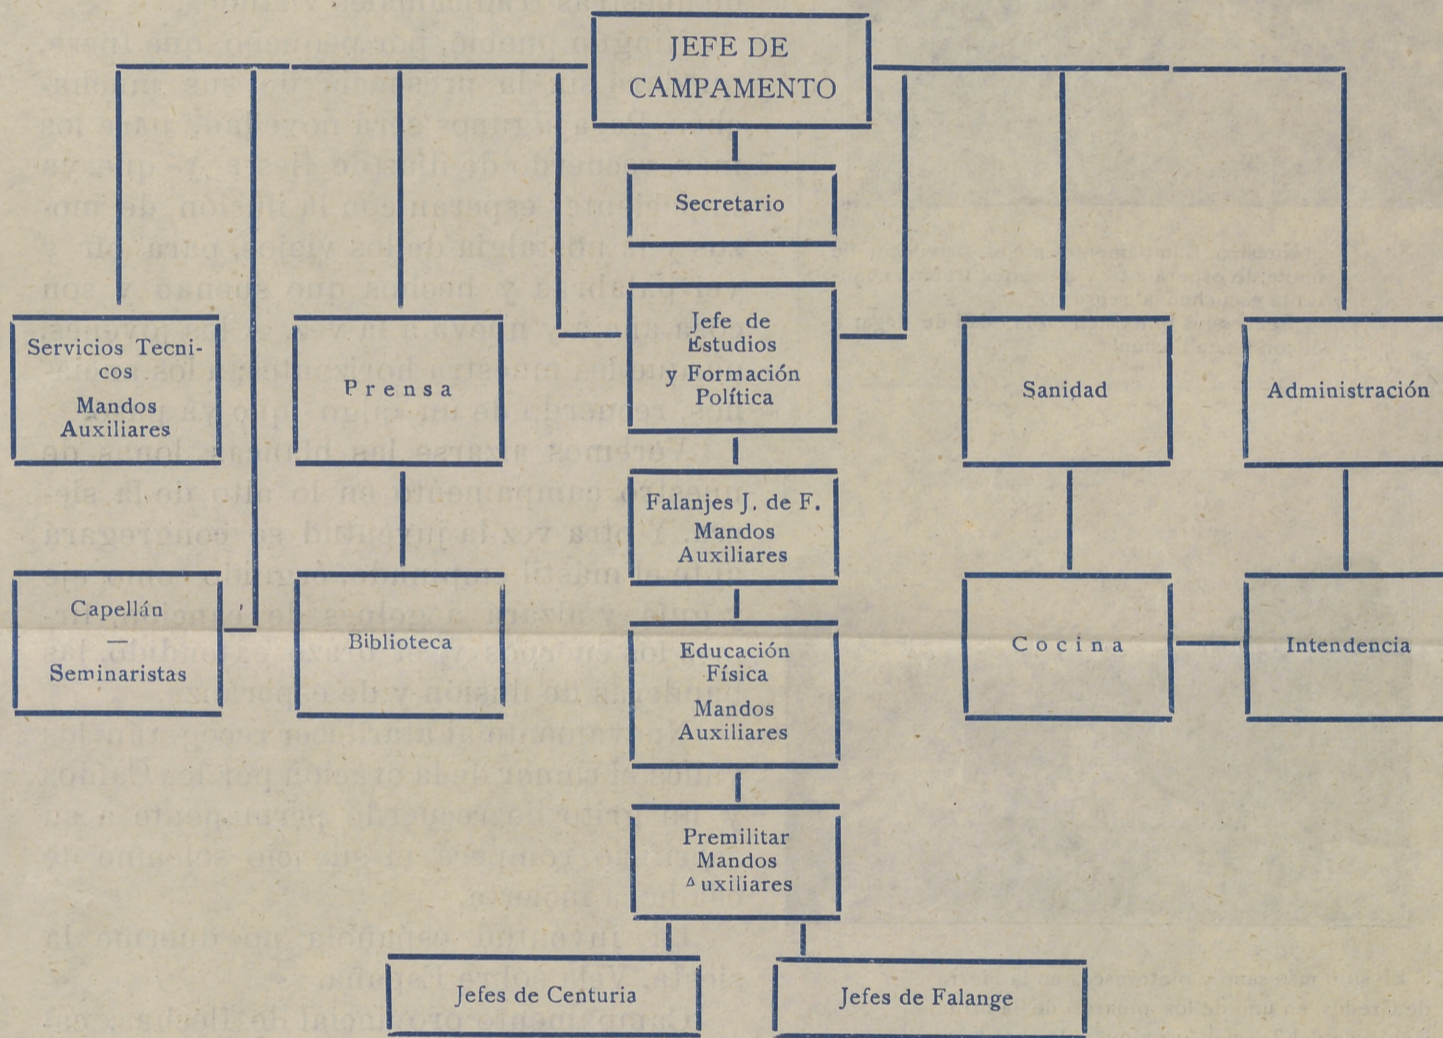 JEFE DE
CAMPAMENTO
Secretario
Servicios Tecni-
cos
Mandos
Auxiliares
Prensa
Jefe de
Estudios
y Formación
Política
Sanidad
Administración
Falanjes J. de F.
Mandos
Auxiliares
Capellán
—
Seminaristas
Biblioteca
Educación
Física
Mandos
Auxiliares
Cocina
Intendencia
Premilitar
Mandos
Auxiliares
Jefes de Centuria
Jefes de Falange